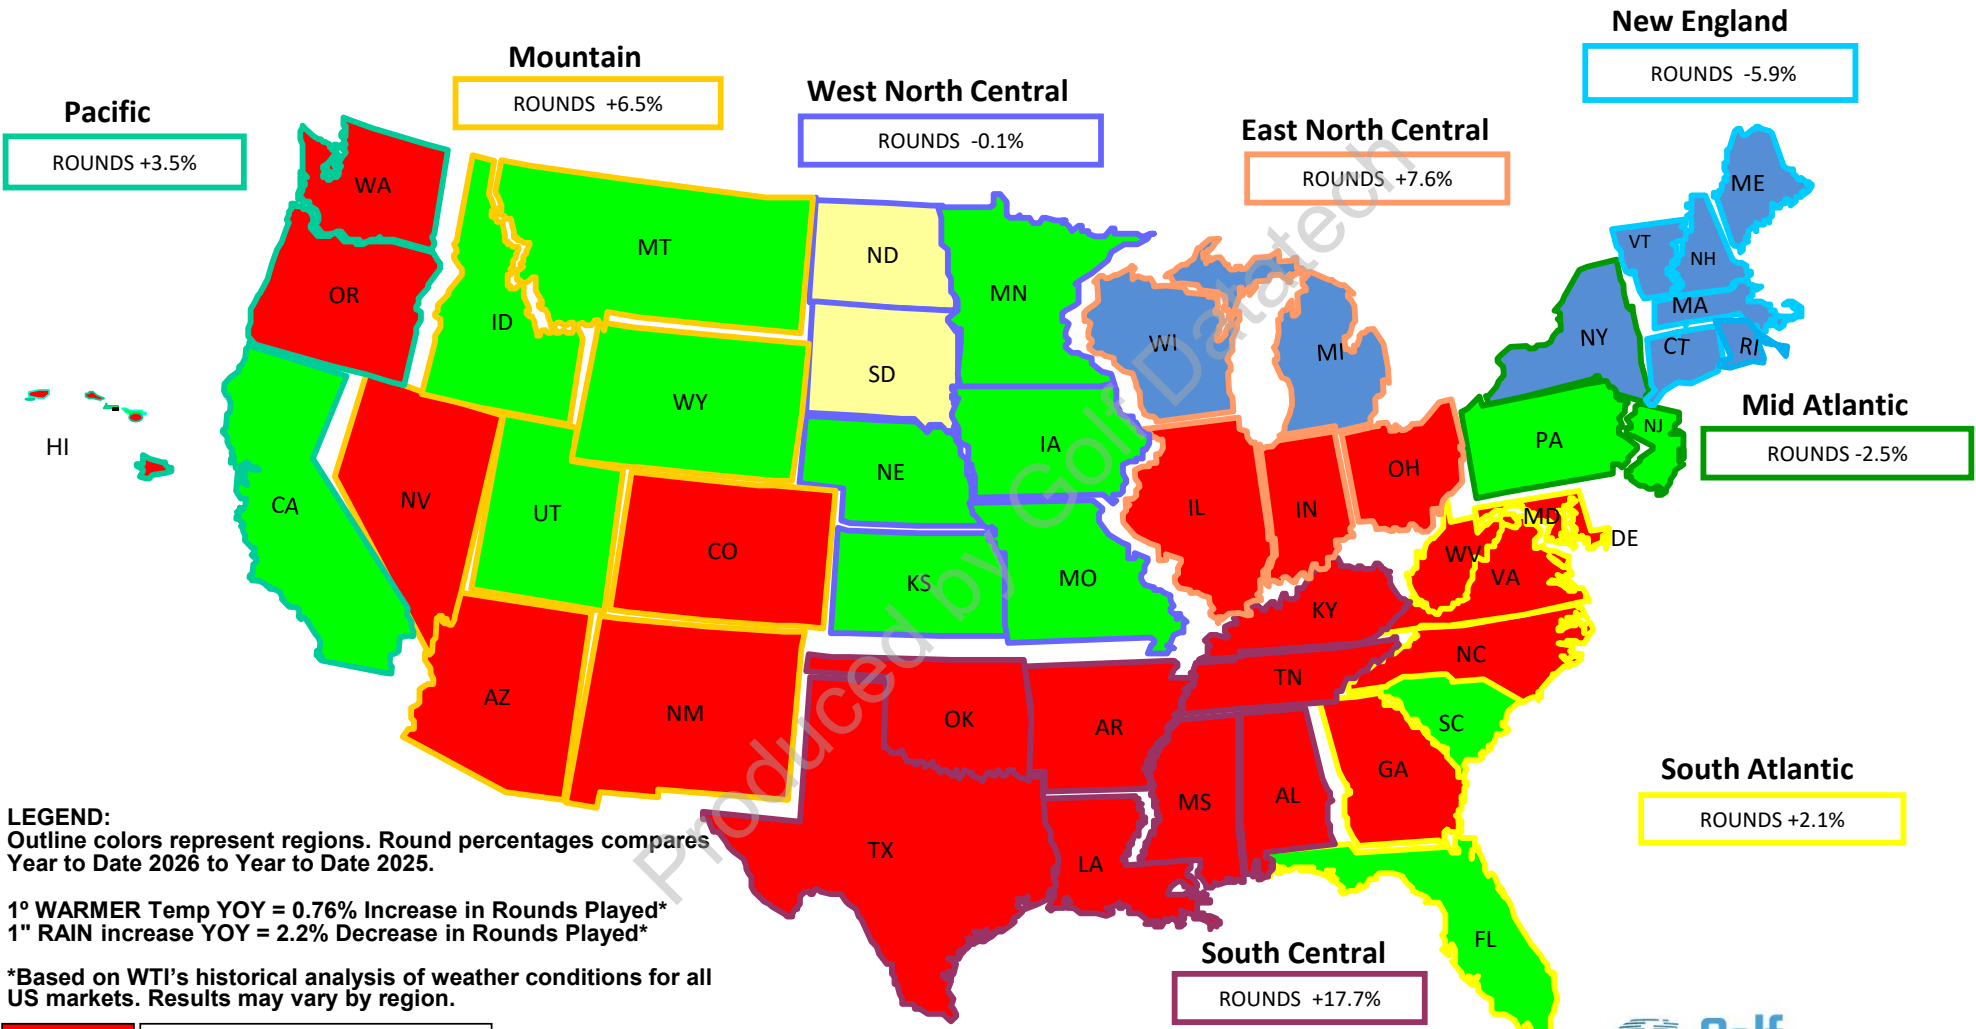 New England
ROUNDS -5.9%
Mountain
ROUNDS +6.5%
West North Central
ROUNDS -0.1%
Pacific
ROUNDS +3.5%
East North Central
ROUNDS +7.6%
WA
OR
MT
ID
ND
MN
WI
MI
ME
VT
NH
MA
NY
CT
RI
SD
WY
HI
CA
NV
UT
CO
NE
IA
IL
IN
OH
PA
NJ
Mid Atlantic
ROUNDS -2.5%
KS
MO
KY
WV
MD
DE
VA
NC
TN
AZ
NM
OK
AR
SC
GA
MS
AL
TX
LA
FL
South Atlantic
ROUNDS +2.1%
South Central
ROUNDS +17.7%
Produced by Golf Datatech
LEGEND:
Outline colors represent regions. Round percentages compares
Year to Date 2026 to Year to Date 2025.
1º WARMER Temp YOY = 0.76% Increase in Rounds Played*
1" RAIN increase YOY = 2.2% Decrease in Rounds Played*
*Based on WTI’s historical analysis of weather conditions for all
US markets. Results may vary by region.